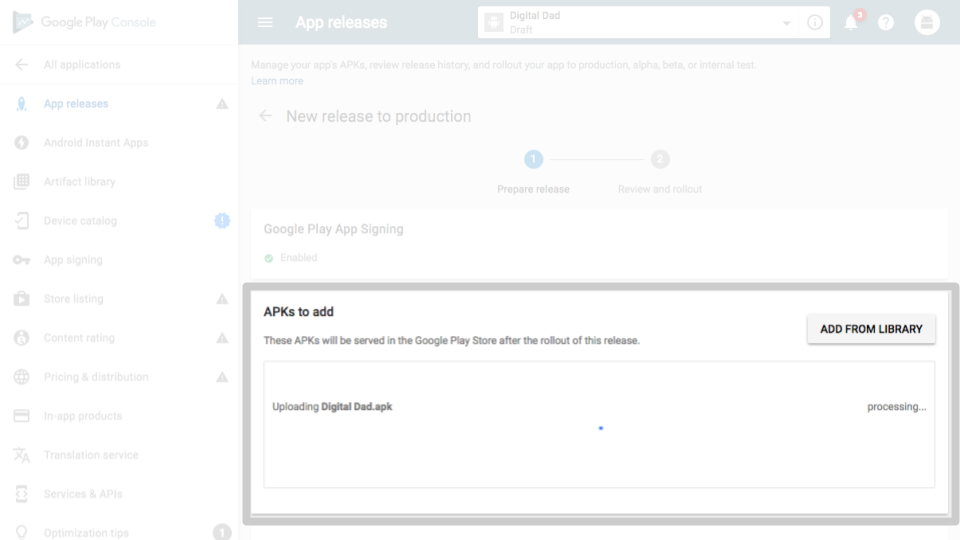 Google Play Console
App releases
Digital Dad
Draft
3
All applications
Manage your app's APKs, review release history, and rollout your app to production, alpha, beta, or internal test.
Learn more
App releases
New release to production
Android Instant Apps
1
2
Artifact library
Prepare release
Review and rollout
Device catalog
Google Play App Signing
App signing
Enabled
Store listing
APKs to add
ADD FROM LIBRARY
Content rating
These APKs will be served in the Google Play Store after the rollout of this release.
Pricing & distribution
Uploading Digital Dad.apk
processing...
In-app products
Translation service
Services & APIs
Optimization tips
1